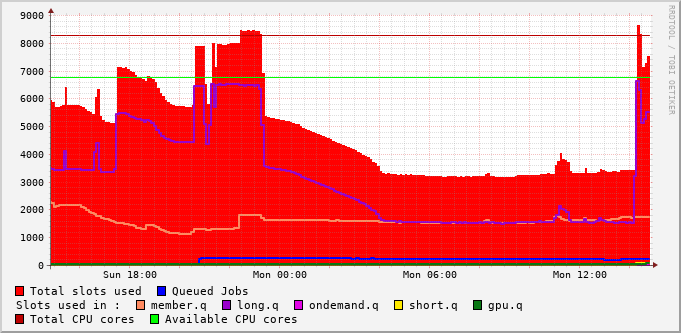 9000
8000
7000
6000
5000
4000
3000
2000
1000
0
Sun 18:00 Mon 00:00 Mon 06:00 Mon 12:00
RRDTOOL / TOBI OETIKER
Total slots used Queued Jobs
Slots used in : member.q long.q ondemand.q short.q gpu.q
Total CPU cores Available CPU cores